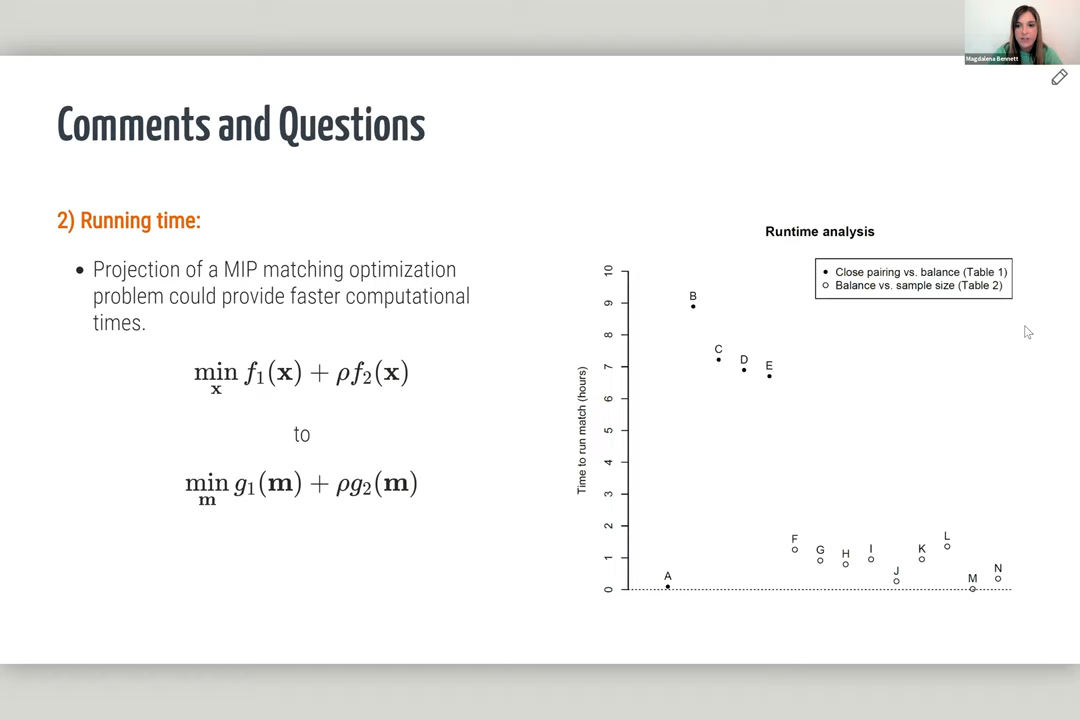 Magdalena Bennett
Comments and Questions
2) Running time:
• Projection of a MIP matching optimization
problem could provide faster computational
times.
min f₁(x) + ρf₂(x)
x
to
min g₁(m) + ρg₂(m)
m
Runtime analysis
Close pairing vs. balance (Table 1)
Balance vs. sample size (Table 2)
Time to run match (hours)
10
9
8
7
6
5
4
3
2
1
0
A
B
C
D
E
F
G
H
I
J
K
L
M
N